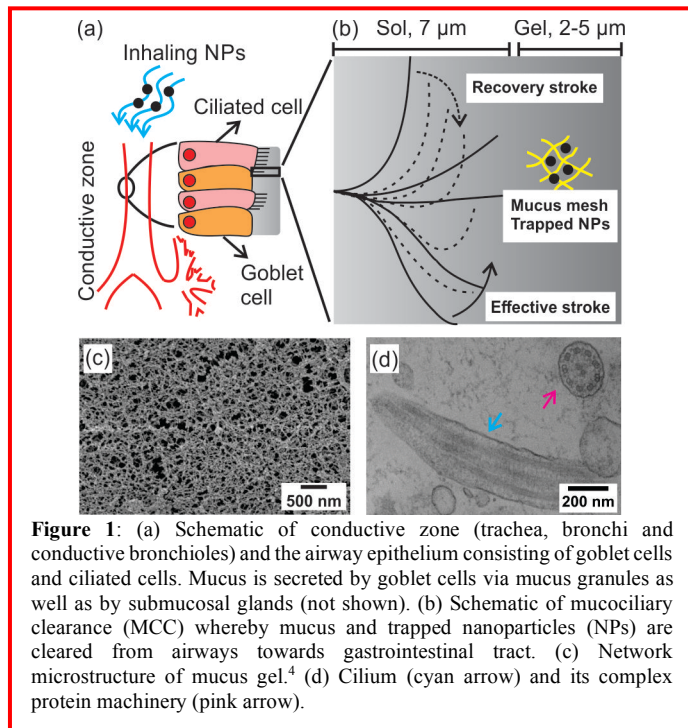 (a)
(b)
Sol, 7 μm
Gel, 2-5 μm
Inhaling NPs
Ciliated cell
Conductive zone
Goblet
cell
Recovery stroke
Mucus mesh
Trapped NPs
Effective stroke
(c)
500 nm
(d)
200 nm
Figure 1: (a) Schematic of conductive zone (trachea, bronchi and
conductive bronchioles) and the airway epithelium consisting of goblet cells
and ciliated cells. Mucus is secreted by goblet cells via mucus granules as
well as by submucosal glands (not shown). (b) Schematic of mucociliary
clearance (MCC) whereby mucus and trapped nanoparticles (NPs) are
cleared from airways towards gastrointestinal tract. (c) Network
microstructure of mucus gel.4 (d) Cilium (cyan arrow) and its complex
protein machinery (pink arrow).